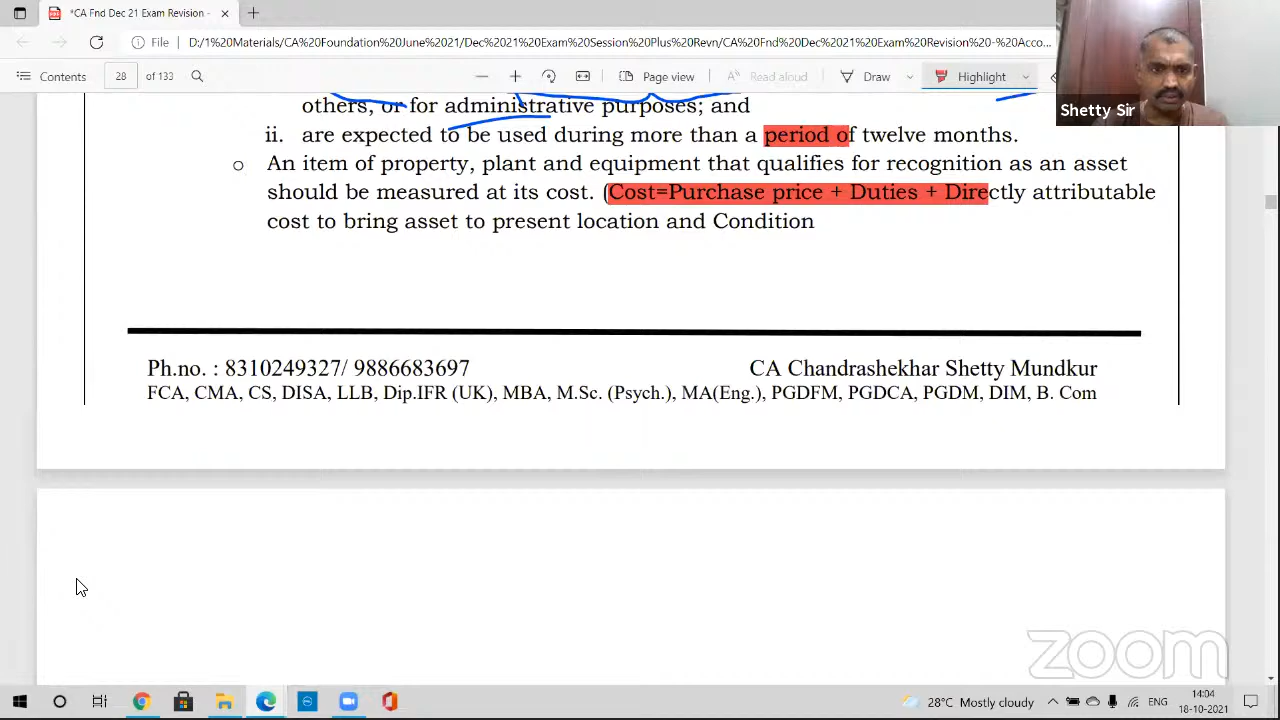 *CA Fnd Dec 21 Exam Revision -
File
D:/1%20Materials/CA%20Foundation%20June%2021/Dec%2021%20Exam%20Session%20Plus%20Revn/CA%20Fnd%20Dec%2021%20Exam%20Revision%20-%20Acco...
Contents
28
of 133
Page view
Read aloud
Draw
Highlight
Shetty Sir
others, or for administrative purposes; and
ii. are expected to be used during more than a period of twelve months.
o An item of property, plant and equipment that qualifies for recognition as an asset
should be measured at its cost. (Cost=Purchase price + Duties + Directly attributable
cost to bring asset to present location and Condition
Ph.no. : 8310249327/ 9886683697
CA Chandrashekhar Shetty Mundkur
FCA, CMA, CS, DISA, LLB, Dip.IFR (UK), MBA, M.Sc. (Psych.), MA(Eng.), PGDFM, PGDCA, PGDM, DIM, B. Com
zoom
28°C Mostly cloudy
ENG
14:04
18-10-2021